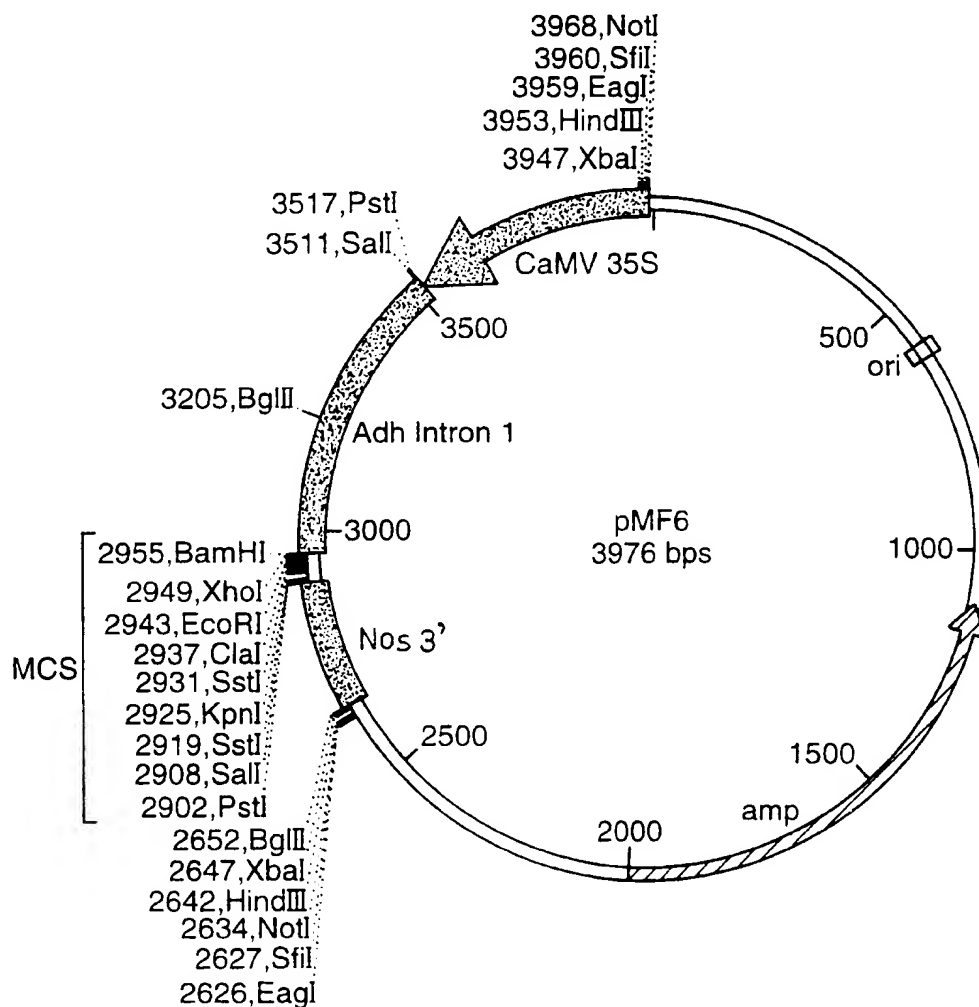 3968,NotI
3960,SfiI
3959,EagI
3953,HindIII
3947,XbaI
3517,PstI
3511,SalI
CaMV 35S
3500
500
ori
3205,BglII
Adh Intron 1
3000
pMF6
3976 bps
1000
MCS
2955,BamHI
2949,XhoI
2943,EcoRI
2937,ClaI
2931,SstI
2925,KpnI
2919,SstI
2908,SalI
2902,PstI
Nos 3'
2500
1500
amp
2000
2652,BglII
2647,XbaI
2642,HindIII
2634,NotI
2627,SfiI
2626,EagI